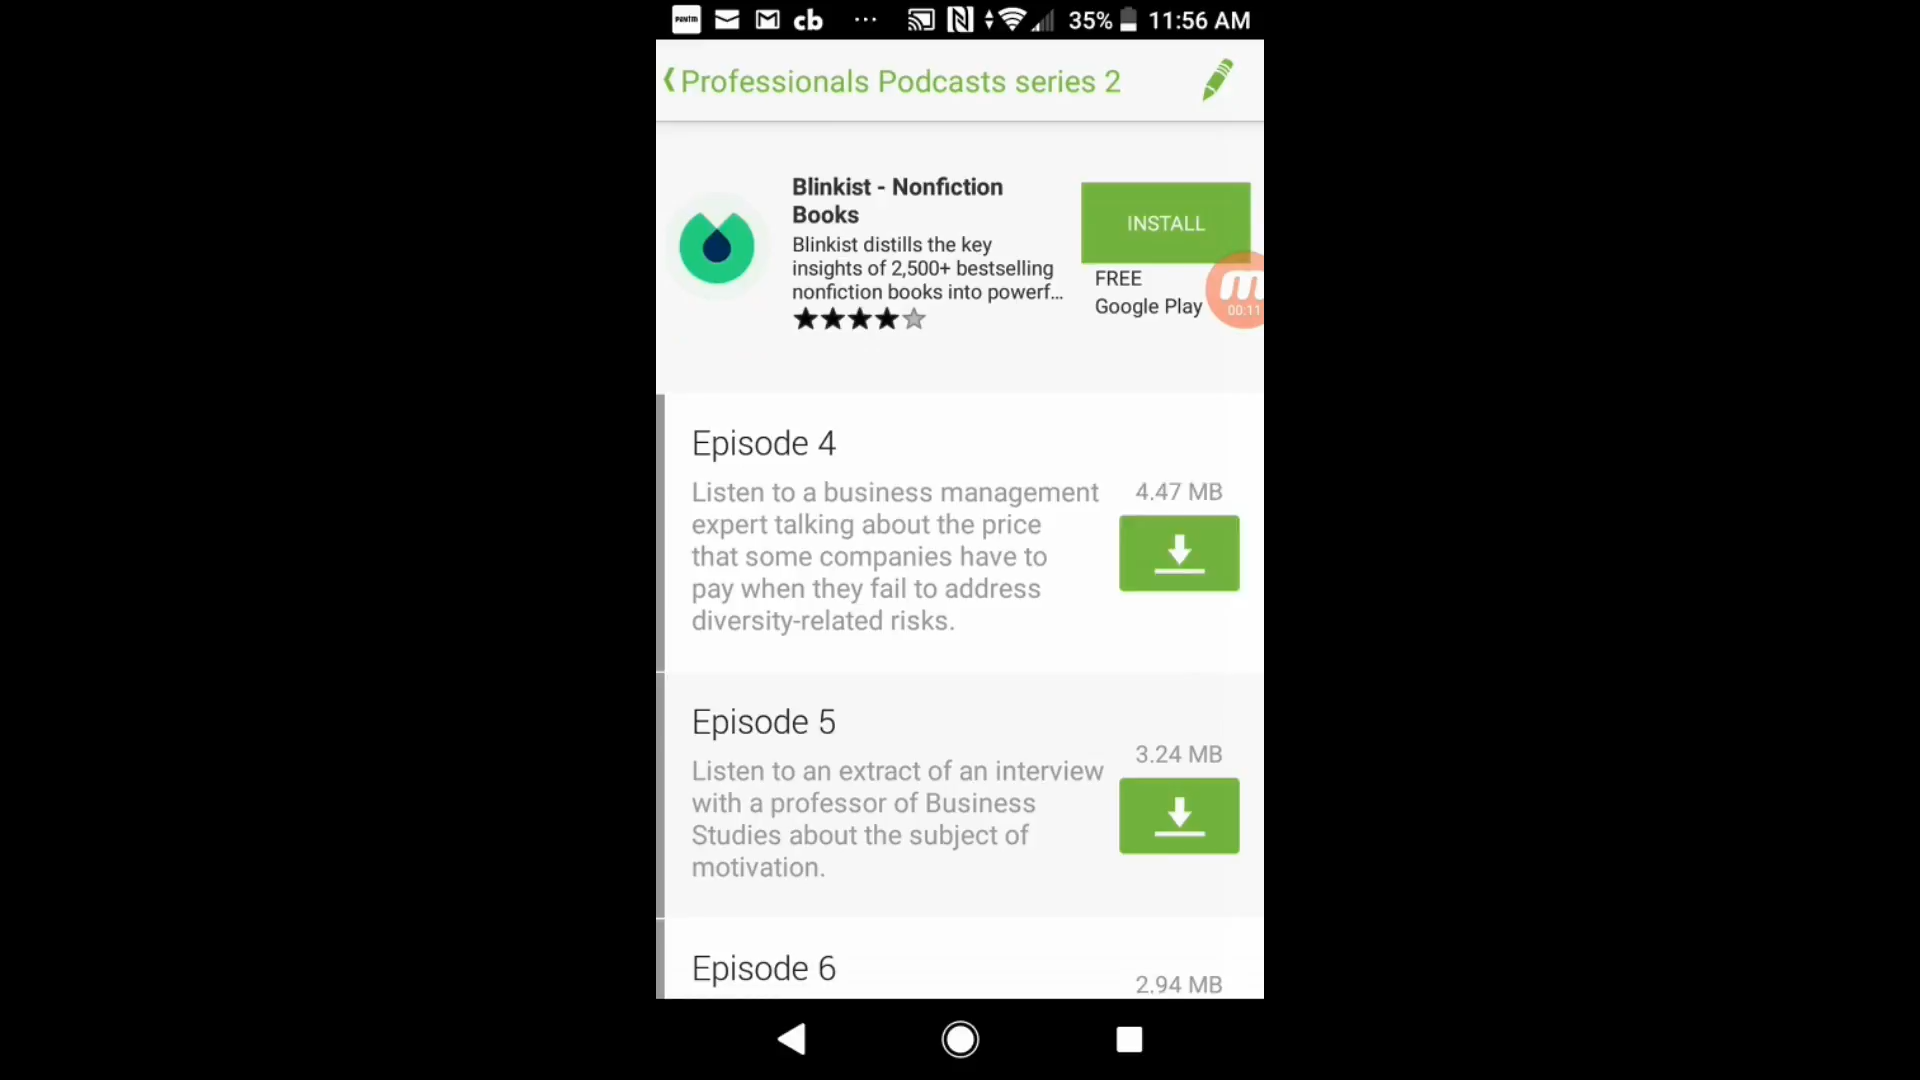 paytm cb ... 35% 11:56 AM
Professionals Podcasts series 2
Blinkist - Nonfiction
Books
Blinkist distills the key
insights of 2,500+ bestselling
nonfiction books into powerf...
INSTALL
FREE
Google Play
00:11
Episode 4
Listen to a business management
expert talking about the price
that some companies have to
pay when they fail to address
diversity-related risks.
4.47 MB
Episode 5
Listen to an extract of an interview
with a professor of Business
Studies about the subject of
motivation.
3.24 MB
Episode 6
2.94 MB